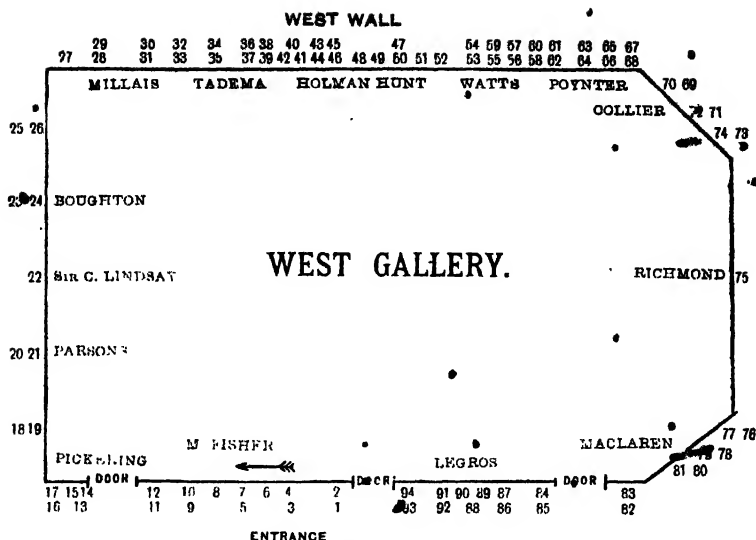 WEST WALL
29 30 32 34 36 38 40 43 45 47 54 59 57 60 61 63 65 67
27 28 31 33 35 37 39 42 41 44 46 48 49 50 51 52 53 55 56 58 62 64 66 68
MILLAIS TADEMA HOLMAN HUNT WATTS POYNTER
70 69
COLLIER 71
25 26 74 73
24 BOUGHTON
22 Sir C. LINDSAY WEST GALLERY. RICHMOND 75
20 21 PARSONS
18 19
77 76
M FISHER MACLAREN
PICKELING LEGROS 78
81 80
DOOR DOOR DOOR
17 15 14 12 10 8 7 6 4 2 94 91 90 89 87 84 83
16 13 11 9 5 3 1 93 92 88 86 85 82
ENTRANCE